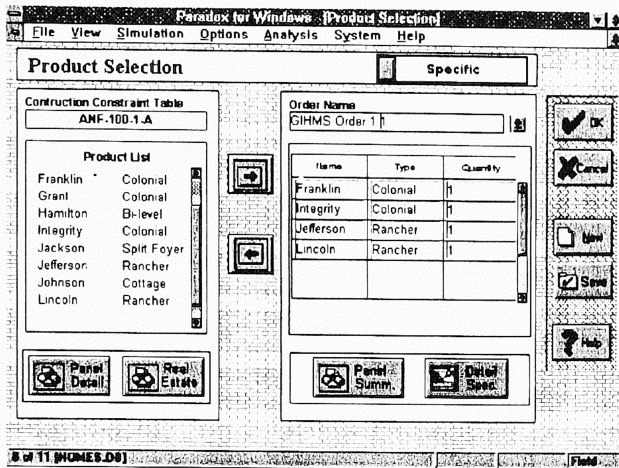 Paradox for Windows - [Product Selection]
File View Simulation Options Analysis System Help
Product Selection
Specific
Contruction Constraint Table
ANF-100-1-A
Product List
Franklin Colonial
Grant Colonial
Hamilton Bi-level
Integrity Colonial
Jackson Split Foyer
Jefferson Rancher
Johnson Cottage
Lincoln Rancher
Panel Detail
Real Estate
Order Name
GIHMS Order 1 1
Name Type Quantity
Franklin Colonial 1
Integrity Colonial 1
Jefferson Rancher 1
Lincoln Rancher 1
Panel Summ.
Detail Spec.
OK
Cancel
New
Save
Help
8 of 11 [HOMES.DB]
Field